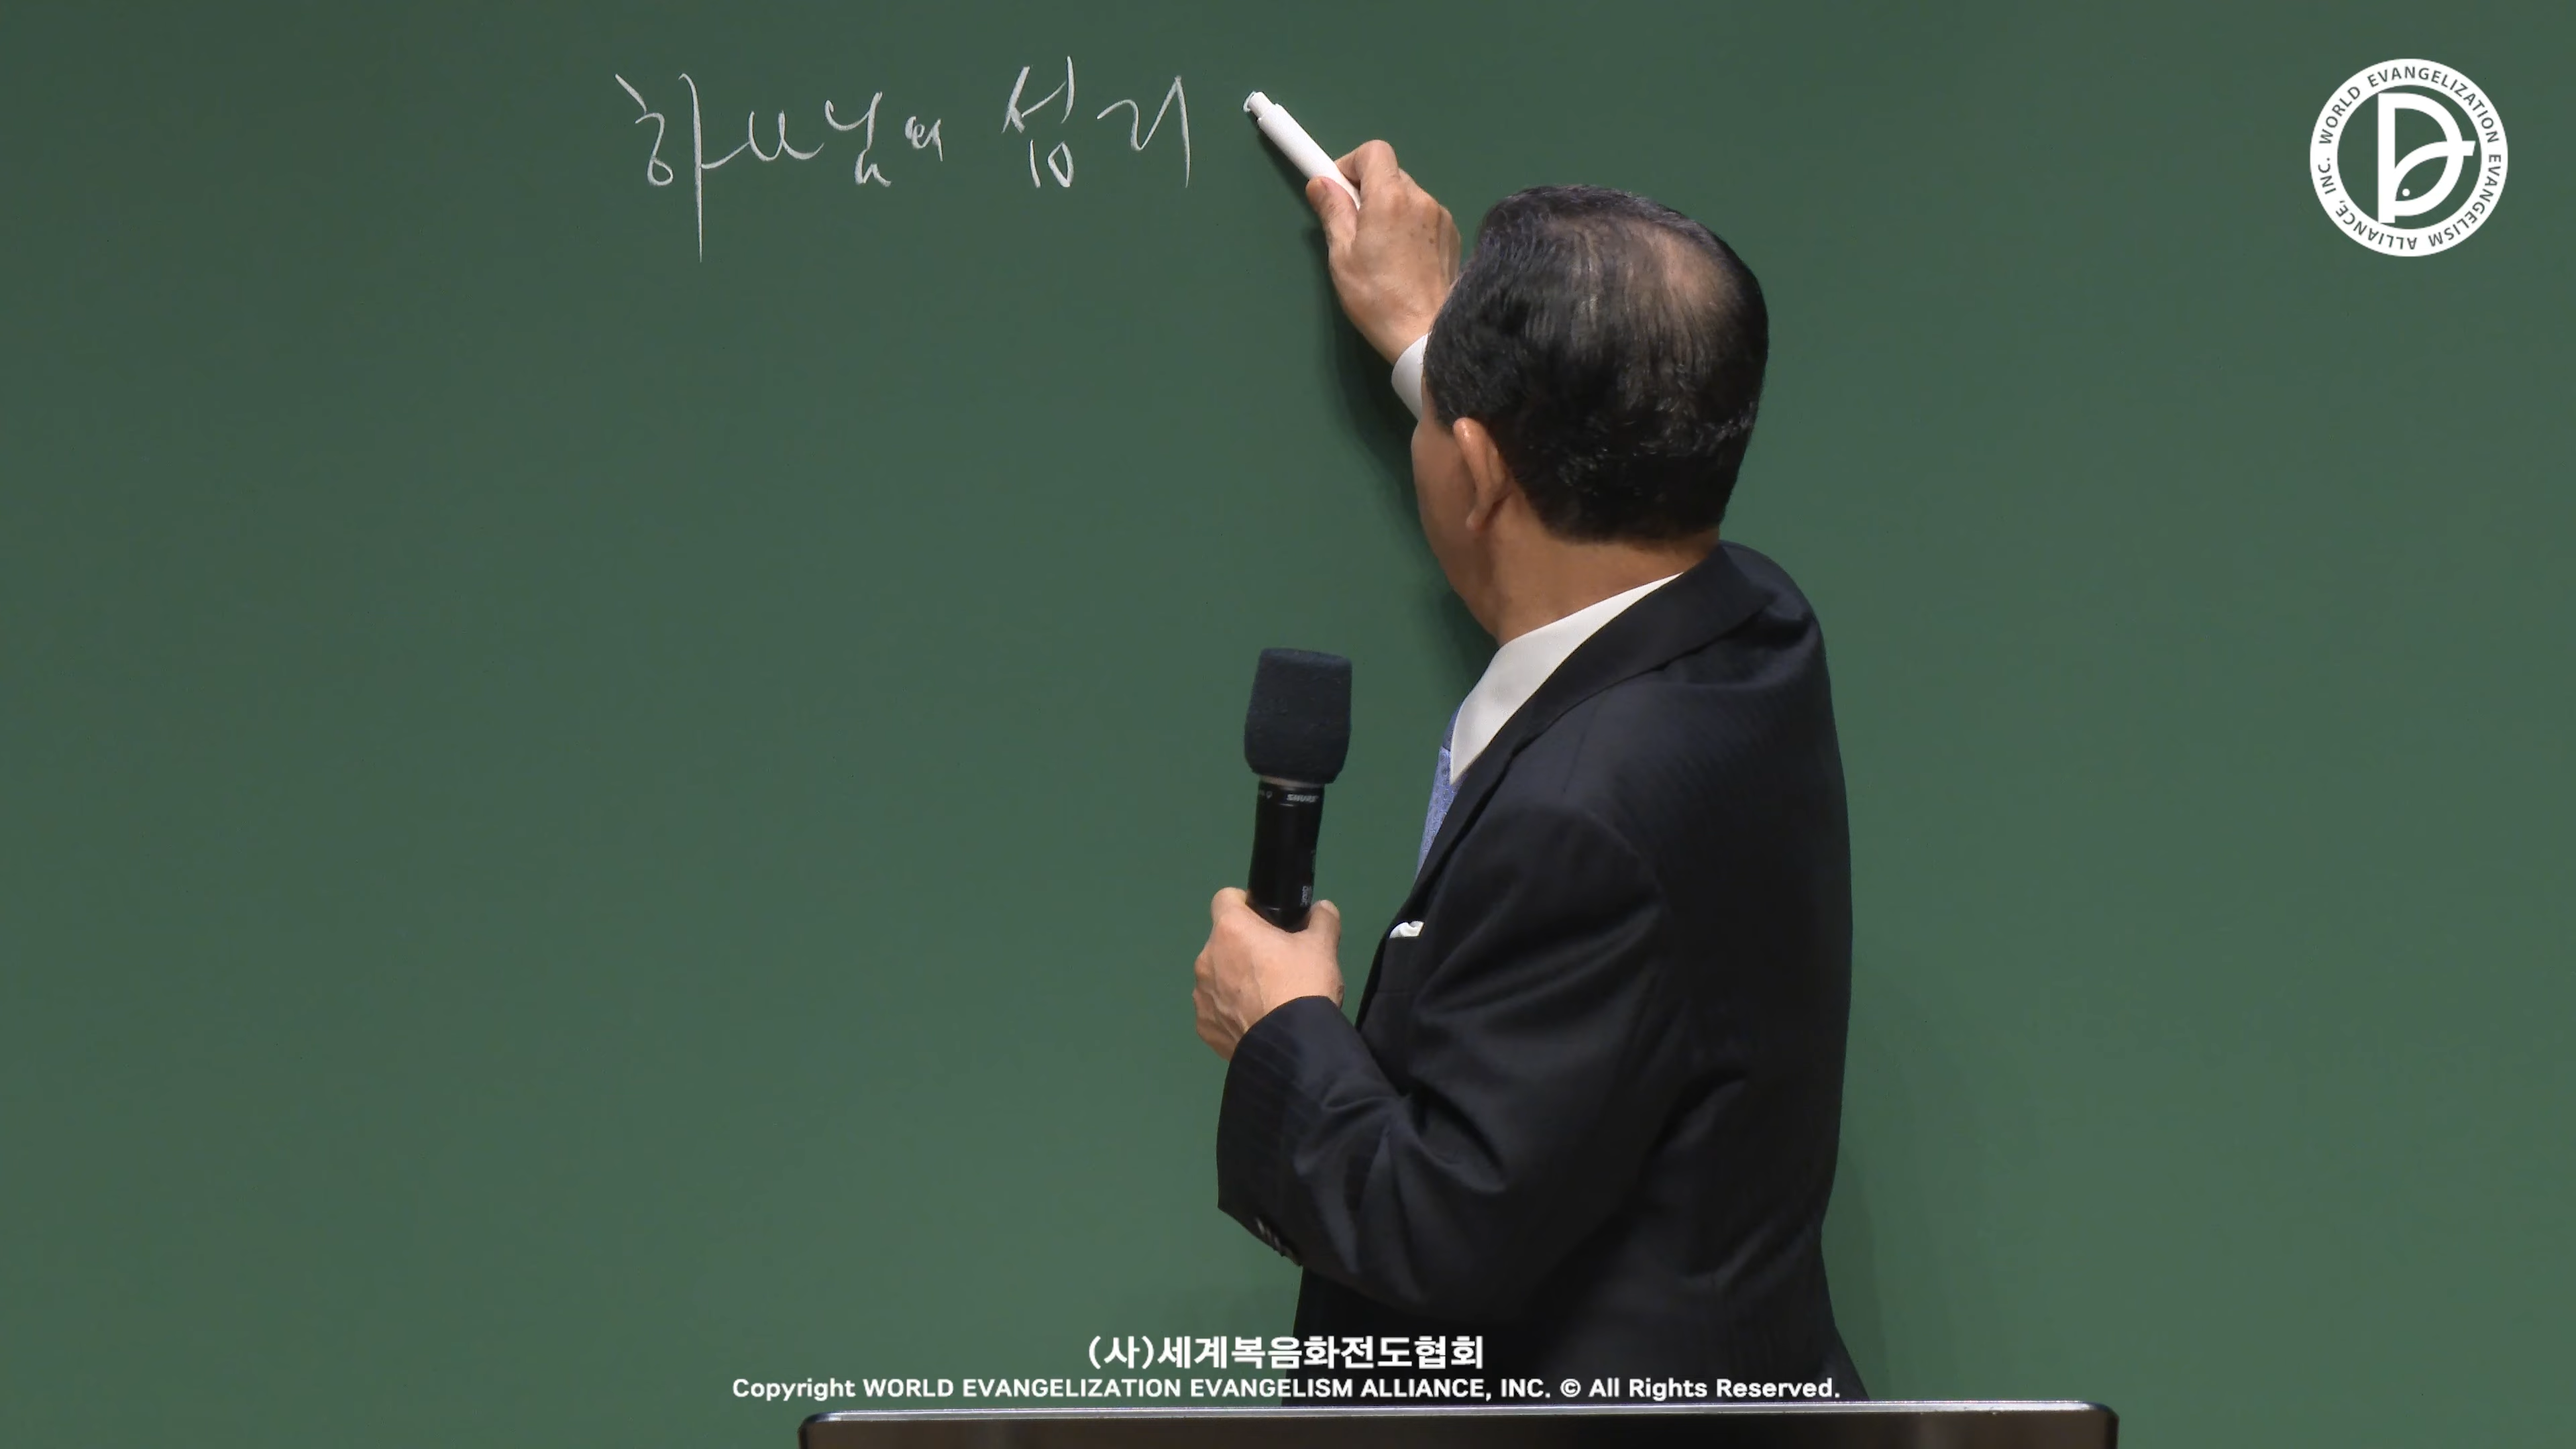 하나님의 섭리
WORLD EVANGELIZATION EVANGELISM ALLIANCE, INC.
SHURE
(사)세계복음화전도협회
Copyright WORLD EVANGELIZATION EVANGELISM ALLIANCE, INC. © All Rights Reserved.